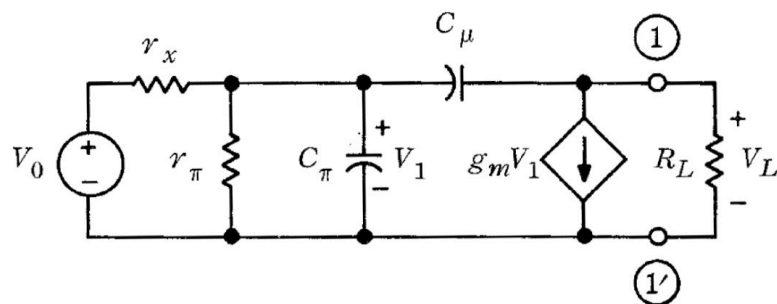 C_μ
1
r_x
+
V_0
−
r_π
C_π
+
V_1
−
g_m V_1
R_L
+
V_L
−
1′